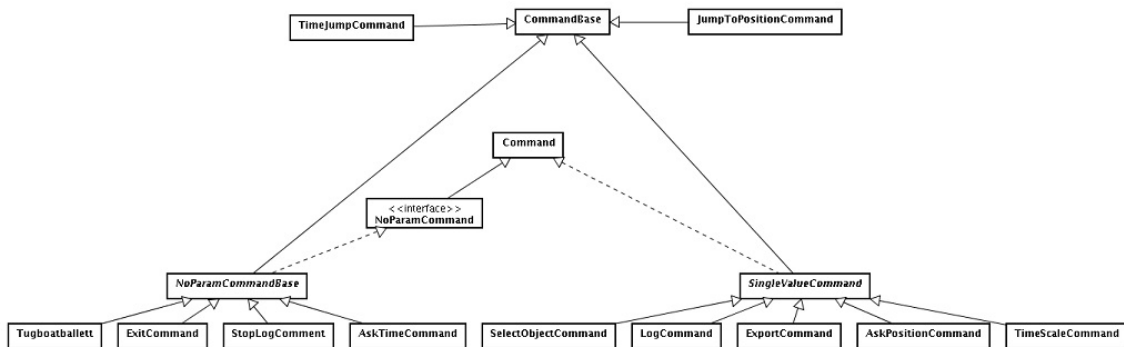 TimeJumpCommand
CommandBase
JumpToPositionCommand
Command
<<interface>>
NoParamCommand
NoParamCommandBase
SingleValueCommand
Tugboatballett
ExitCommand
StopLogComment
AskTimeCommand
SelectObjectCommand
LogCommand
ExportCommand
AskPositionCommand
TimeScaleCommand